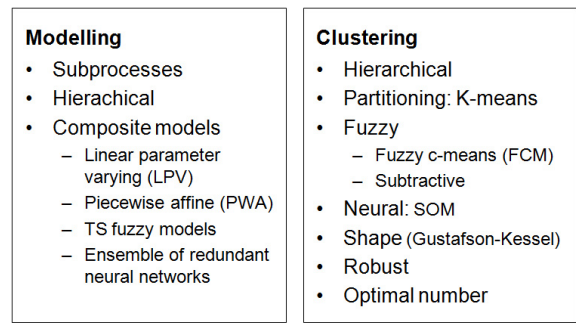 Modelling
• Subprocesses
• Hierachical
• Composite models
– Linear parameter
varying (LPV)
– Piecewise affine (PWA)
– TS fuzzy models
– Ensemble of redundant
neural networks
Clustering
• Hierarchical
• Partitioning: K-means
• Fuzzy
– Fuzzy c-means (FCM)
– Subtractive
• Neural: SOM
• Shape (Gustafson-Kessel)
• Robust
• Optimal number